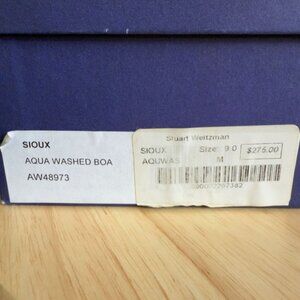 SIOUX
AQUA WASHED BOA
AW48973
Stuart Weitzman
SIOUX Size: 9.0 $275.00
AQUWAS M